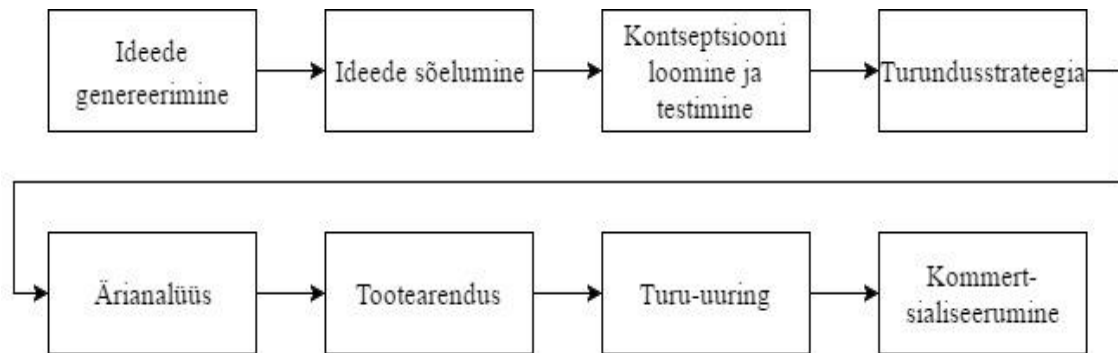 Ideede
genereerimine
Ideede sõelumine
Kontseptsiooni
loomine ja
testimine
Turundusstrateegia
Ärianalüüs
Tootearendus
Turu-uuring
Kommert-
sialiseerumine